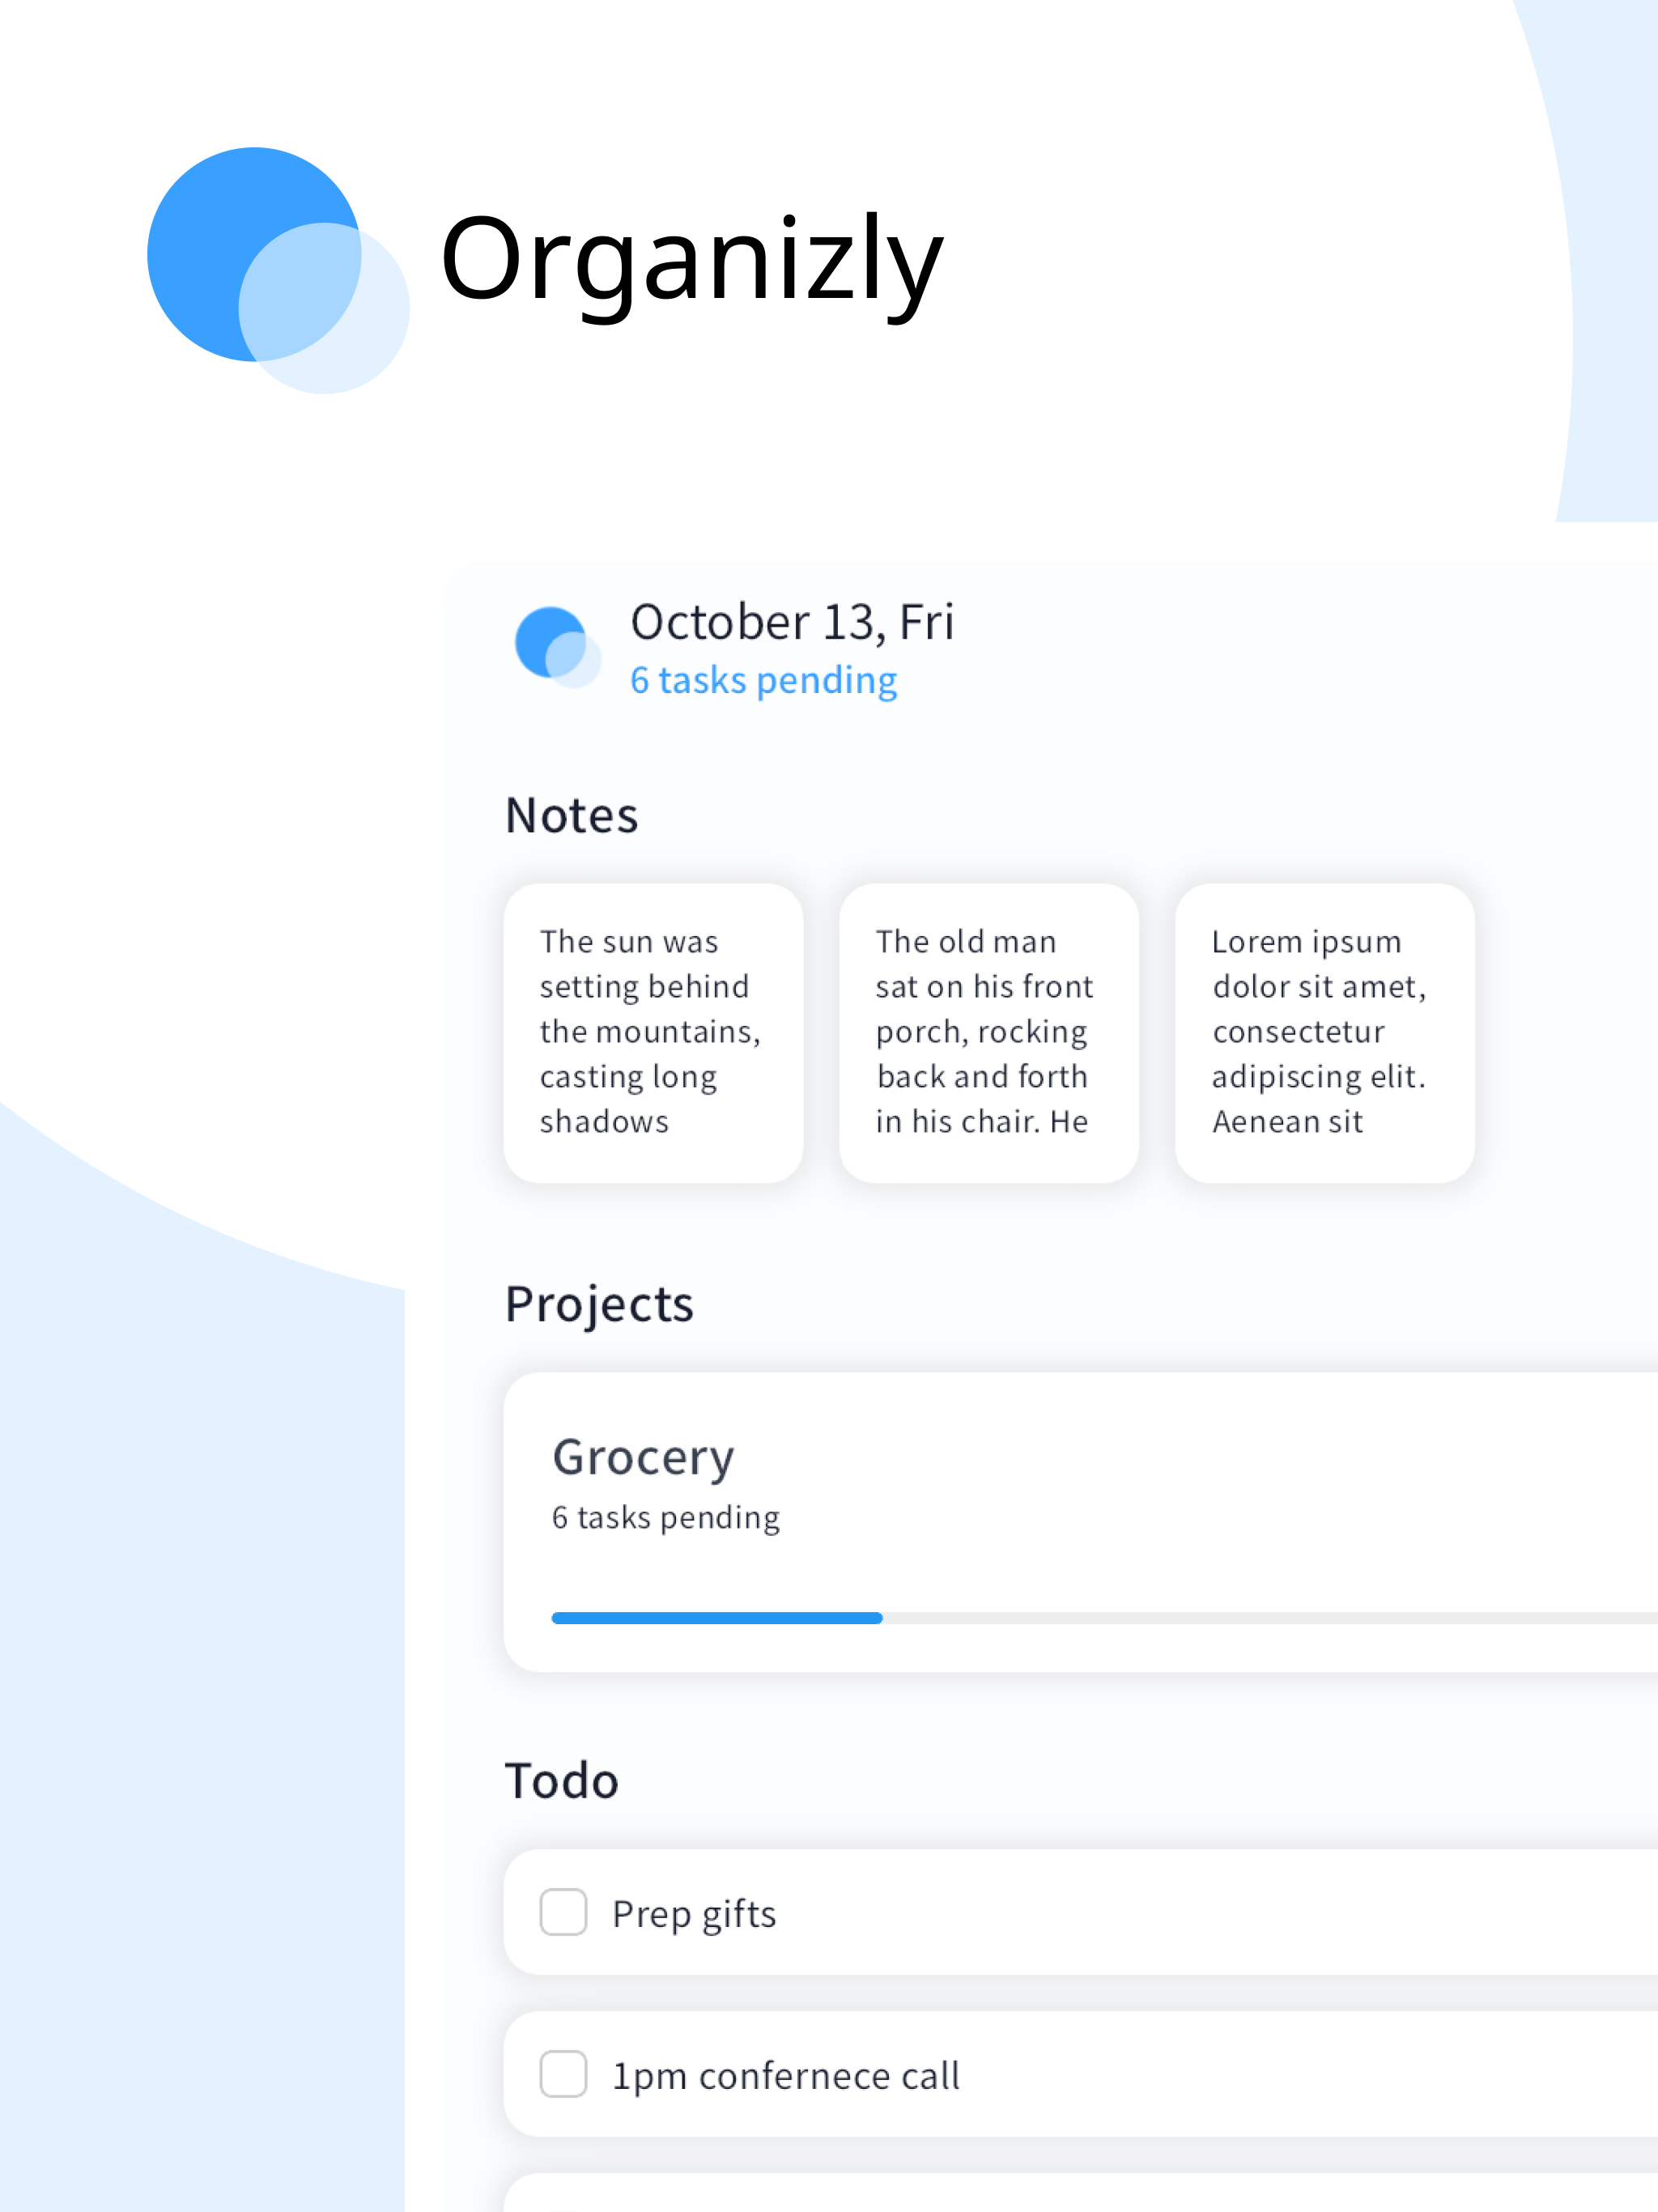 Organizly
October 13, Fri
6 tasks pending
Notes
The sun was
setting behind
the mountains,
casting long
shadows
The old man
sat on his front
porch, rocking
back and forth
in his chair. He
Lorem ipsum
dolor sit amet,
consectetur
adipiscing elit.
Aenean sit
Projects
Grocery
6 tasks pending
Todo
Prep gifts
1pm confernece call